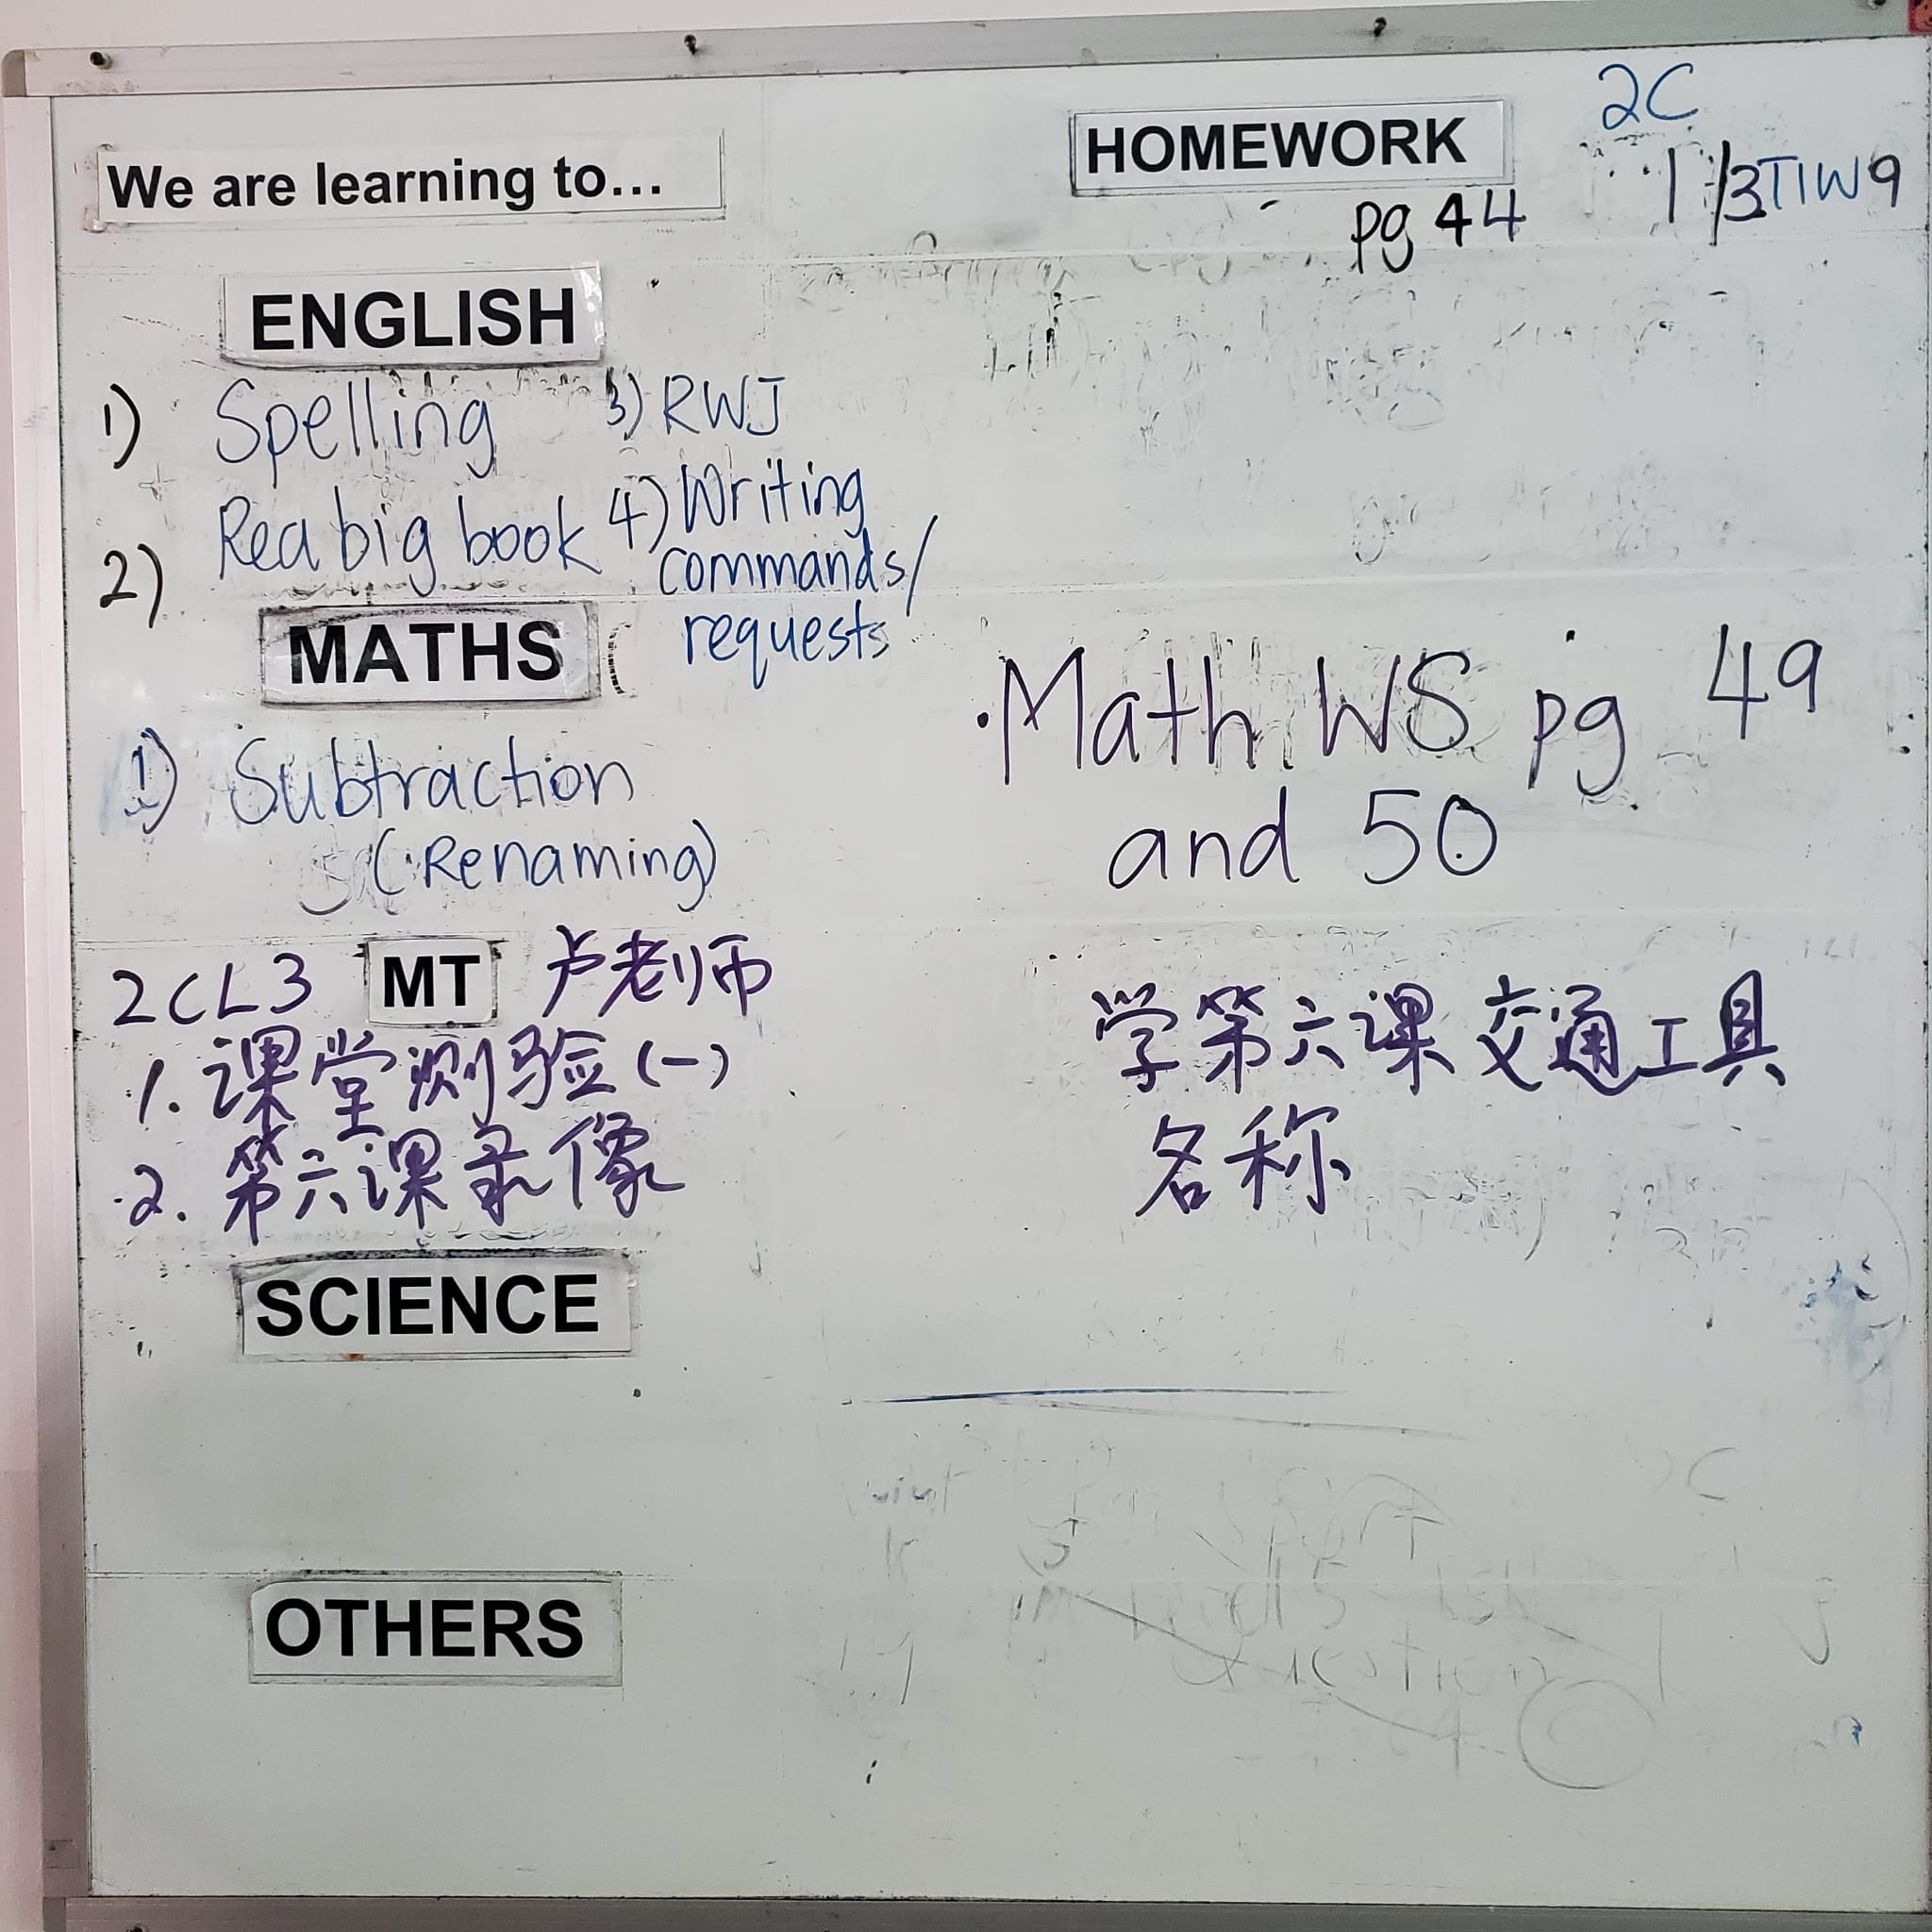 2C
HOMEWORK
We are learning to...
1/3 T1W9
pg 44
ENGLISH
1) Spelling
2) Rea big book
3) RWJ
4) Writing
commands/
requests
MATHS
1) Subtraction
(Renaming)
. Math WS pg 49
and 50
2CL3 MT 卢老师
1. 课堂测验(一)
2. 第六课录像
学第六课交通工具
名称
SCIENCE
OTHERS